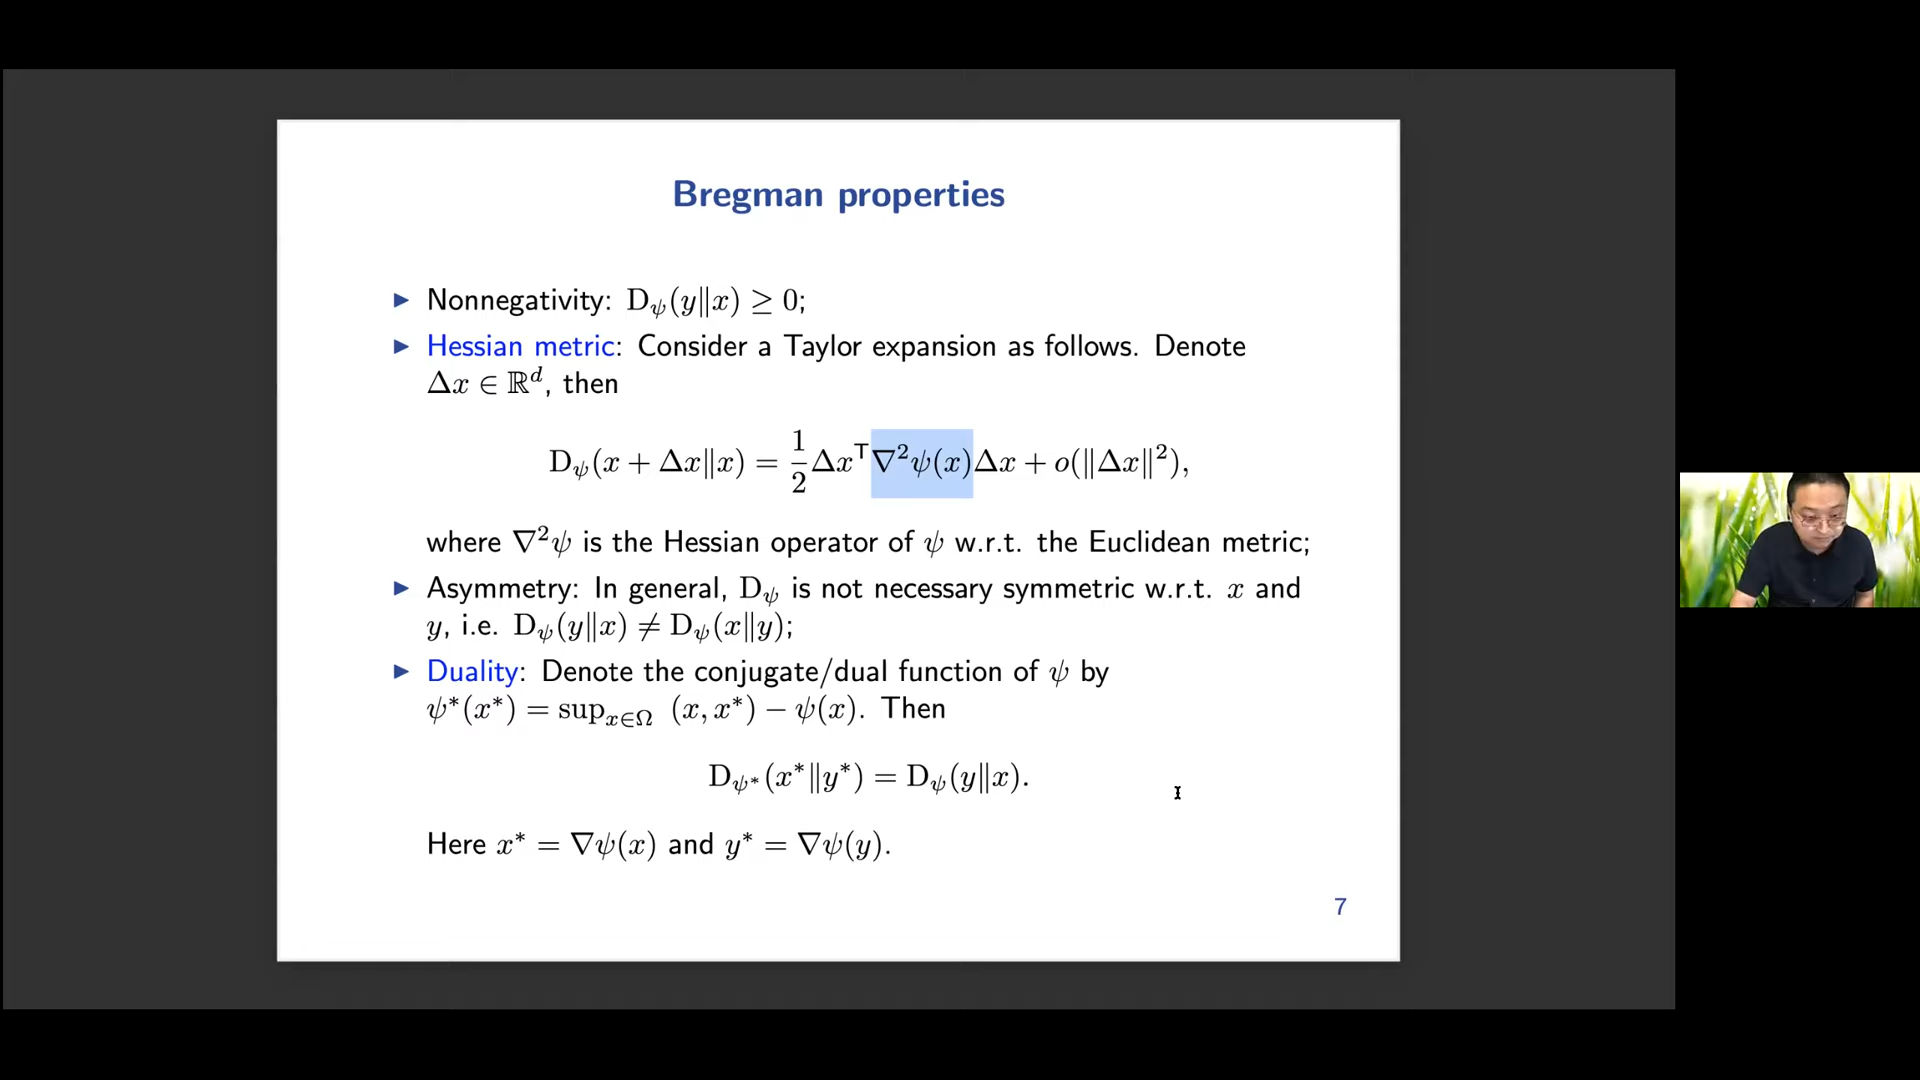 Bregman properties
▶ Nonnegativity: D_ψ(y‖x) ≥ 0;
▶ Hessian metric: Consider a Taylor expansion as follows. Denote
Δx ∈ ℝ^d, then
D_ψ(x + Δx‖x) = 1/2 Δx^T ∇²ψ(x)Δx + o(‖Δx‖²),
where ∇²ψ is the Hessian operator of ψ w.r.t. the Euclidean metric;
▶ Asymmetry: In general, D_ψ is not necessary symmetric w.r.t. x and
y, i.e. D_ψ(y‖x) ≠ D_ψ(x‖y);
▶ Duality: Denote the conjugate/dual function of ψ by
ψ*(x*) = sup_{x∈Ω} (x, x*) − ψ(x). Then
D_{ψ*}(x*‖y*) = D_ψ(y‖x).
Here x* = ∇ψ(x) and y* = ∇ψ(y).
7